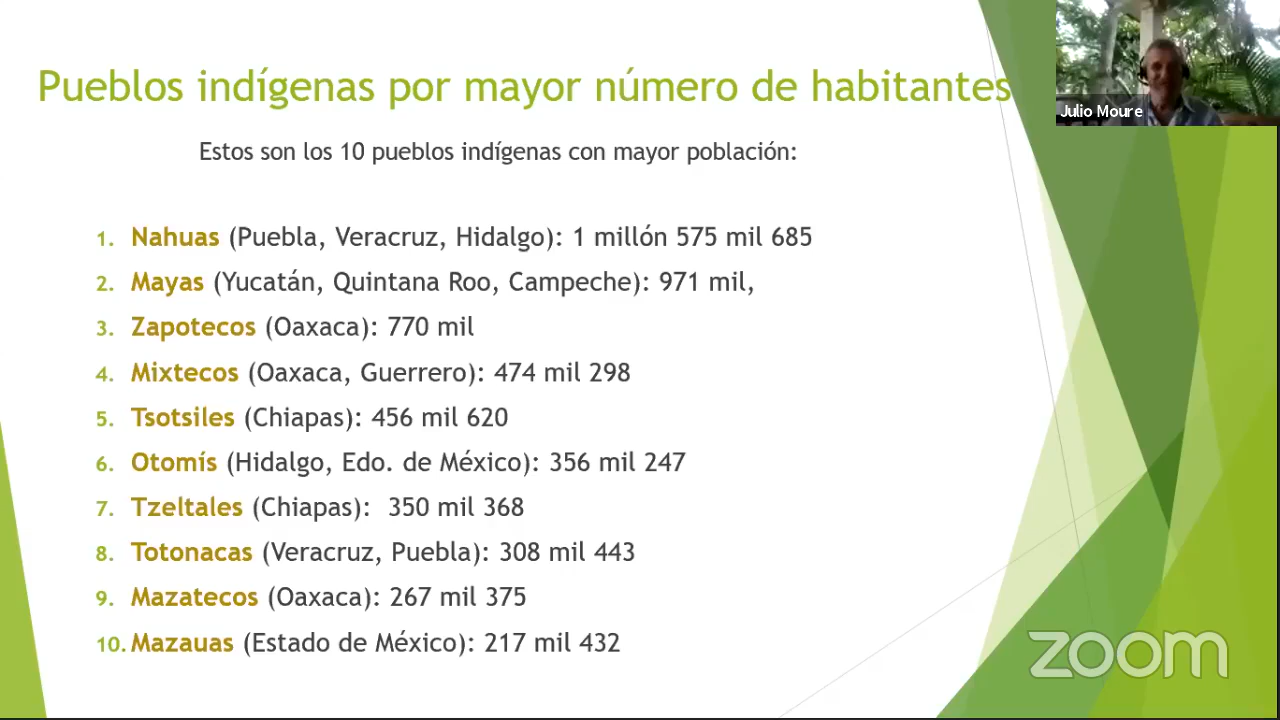 Pueblos indígenas por mayor número de habitantes
Julio Moure
Estos son los 10 pueblos indígenas con mayor población:
1. Nahuas (Puebla, Veracruz, Hidalgo): 1 millón 575 mil 685
2. Mayas (Yucatán, Quintana Roo, Campeche): 971 mil,
3. Zapotecos (Oaxaca): 770 mil
4. Mixtecos (Oaxaca, Guerrero): 474 mil 298
5. Tsotsiles (Chiapas): 456 mil 620
6. Otomís (Hidalgo, Edo. de México): 356 mil 247
7. Tzeltales (Chiapas): 350 mil 368
8. Totonacas (Veracruz, Puebla): 308 mil 443
9. Mazatecos (Oaxaca): 267 mil 375
10. Mazauas (Estado de México): 217 mil 432
zoom